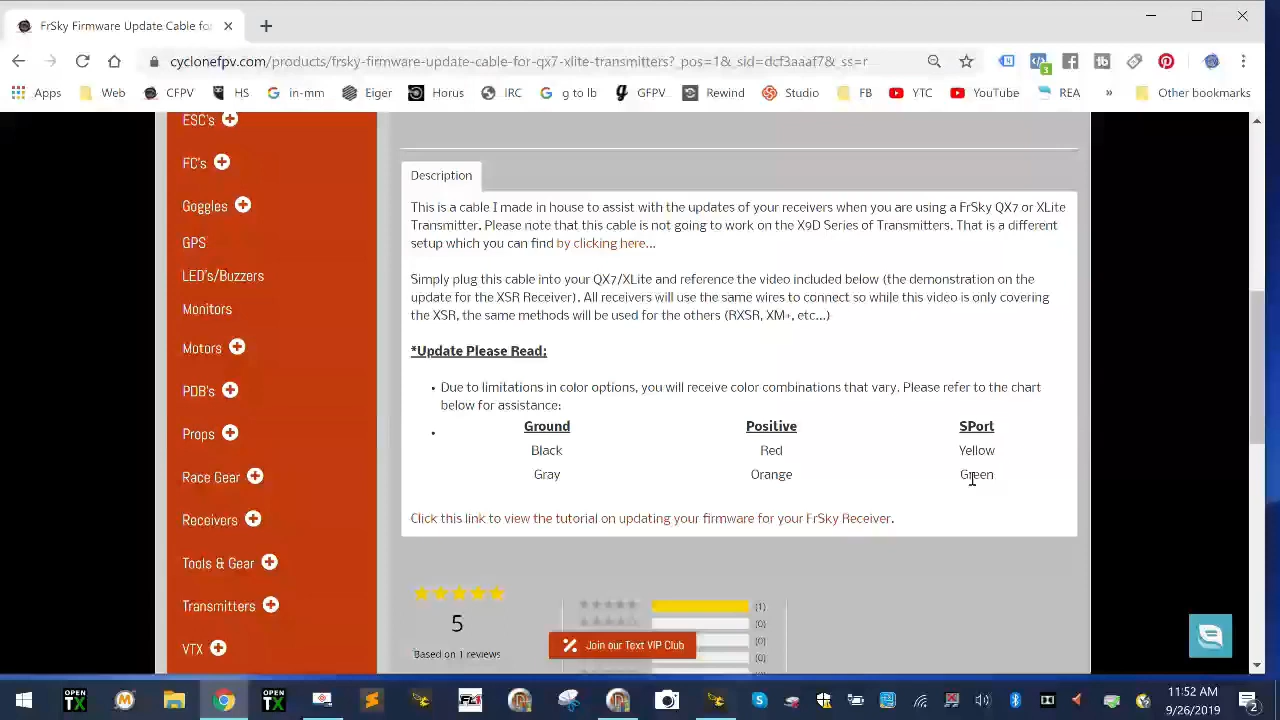 FrSky Firmware Update Cable for
cyclonefpv.com/products/frsky-firmware-update-cable-for-qx7-xlite-transmitters?_pos=1&_sid=dcf3aaaf7&_ss=r
3
Apps Web CFPV HS in-mm Eiger Horus IRC g to lb GFPV Rewind Studio FB YTC YouTube REA » Other bookmarks
ESC's
FC's
Goggles
GPS
LED's/Buzzers
Monitors
Motors
PDB's
Props
Race Gear
Receivers
Tools & Gear
Transmitters
VTX
Description
This is a cable I made in house to assist with the updates of your receivers when you are using a FrSky QX7 or XLite
Transmitter. Please note that this cable is not going to work on the X9D Series of Transmitters. That is a different
setup which you can find by clicking here...
Simply plug this cable into your QX7/XLite and reference the video included below (the demonstration on the
update for the XSR Receiver). All receivers will use the same wires to connect so while this video is only covering
the XSR, the same methods will be used for the others (RXSR, XM+, etc...)
*Update Please Read:
• Due to limitations in color options, you will receive color combinations that vary. Please refer to the chart
below for assistance:
• Ground Positive SPort
Black Red Yellow
Gray Orange Green
Click this link to view the tutorial on updating your firmware for your FrSky Receiver.
5
Based on 1 reviews
(1)
(0)
(0)
(0)
Join our Text VIP Club
OPEN TX
OPEN TX
11:52 AM
9/26/2019
2